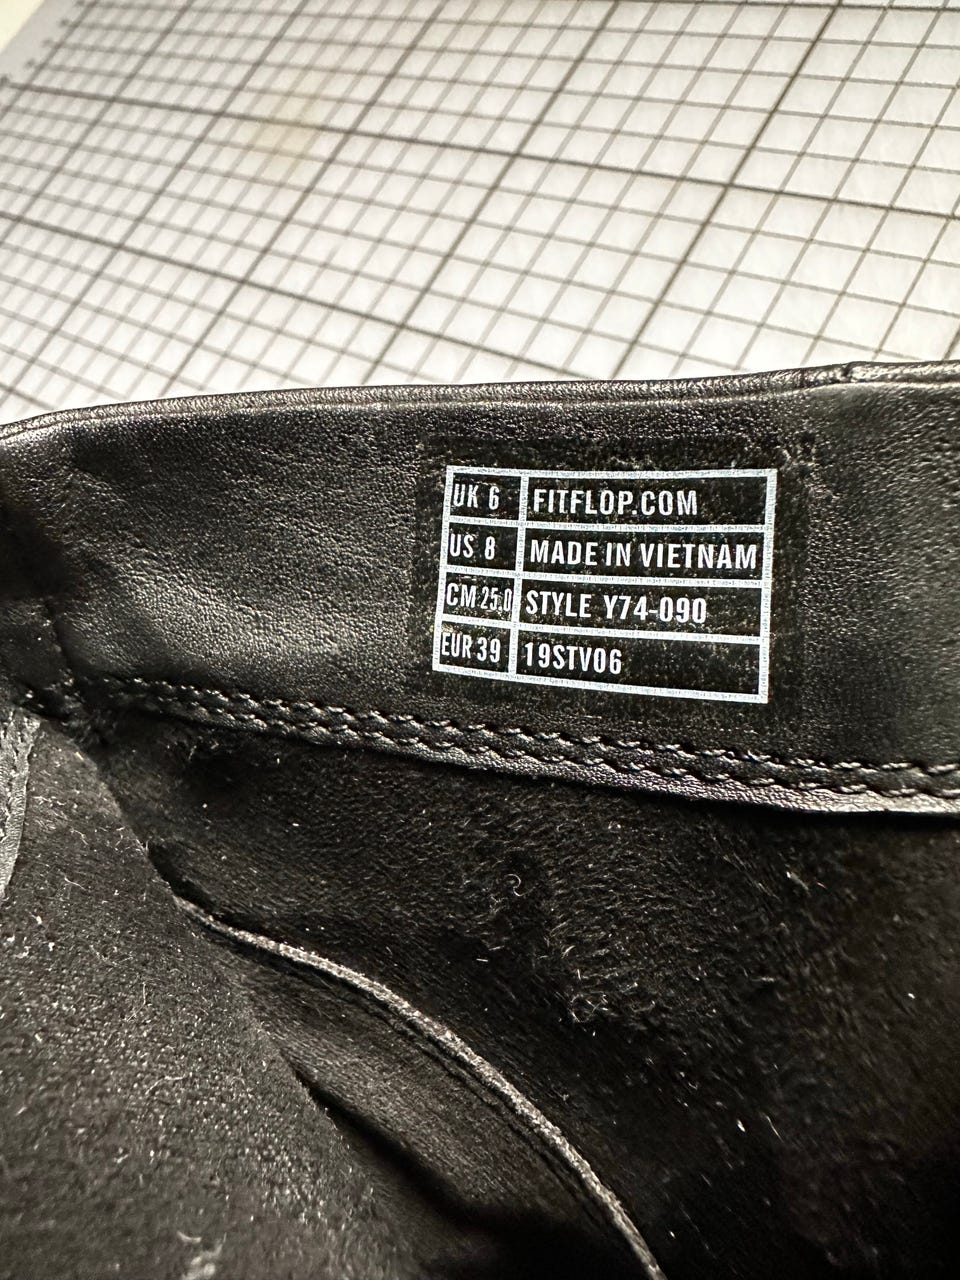 UK 6 FITFLOP.COM
US 8 MADE IN VIETNAM
CM 25.0 STYLE Y74-090
EUR 39 19STV06